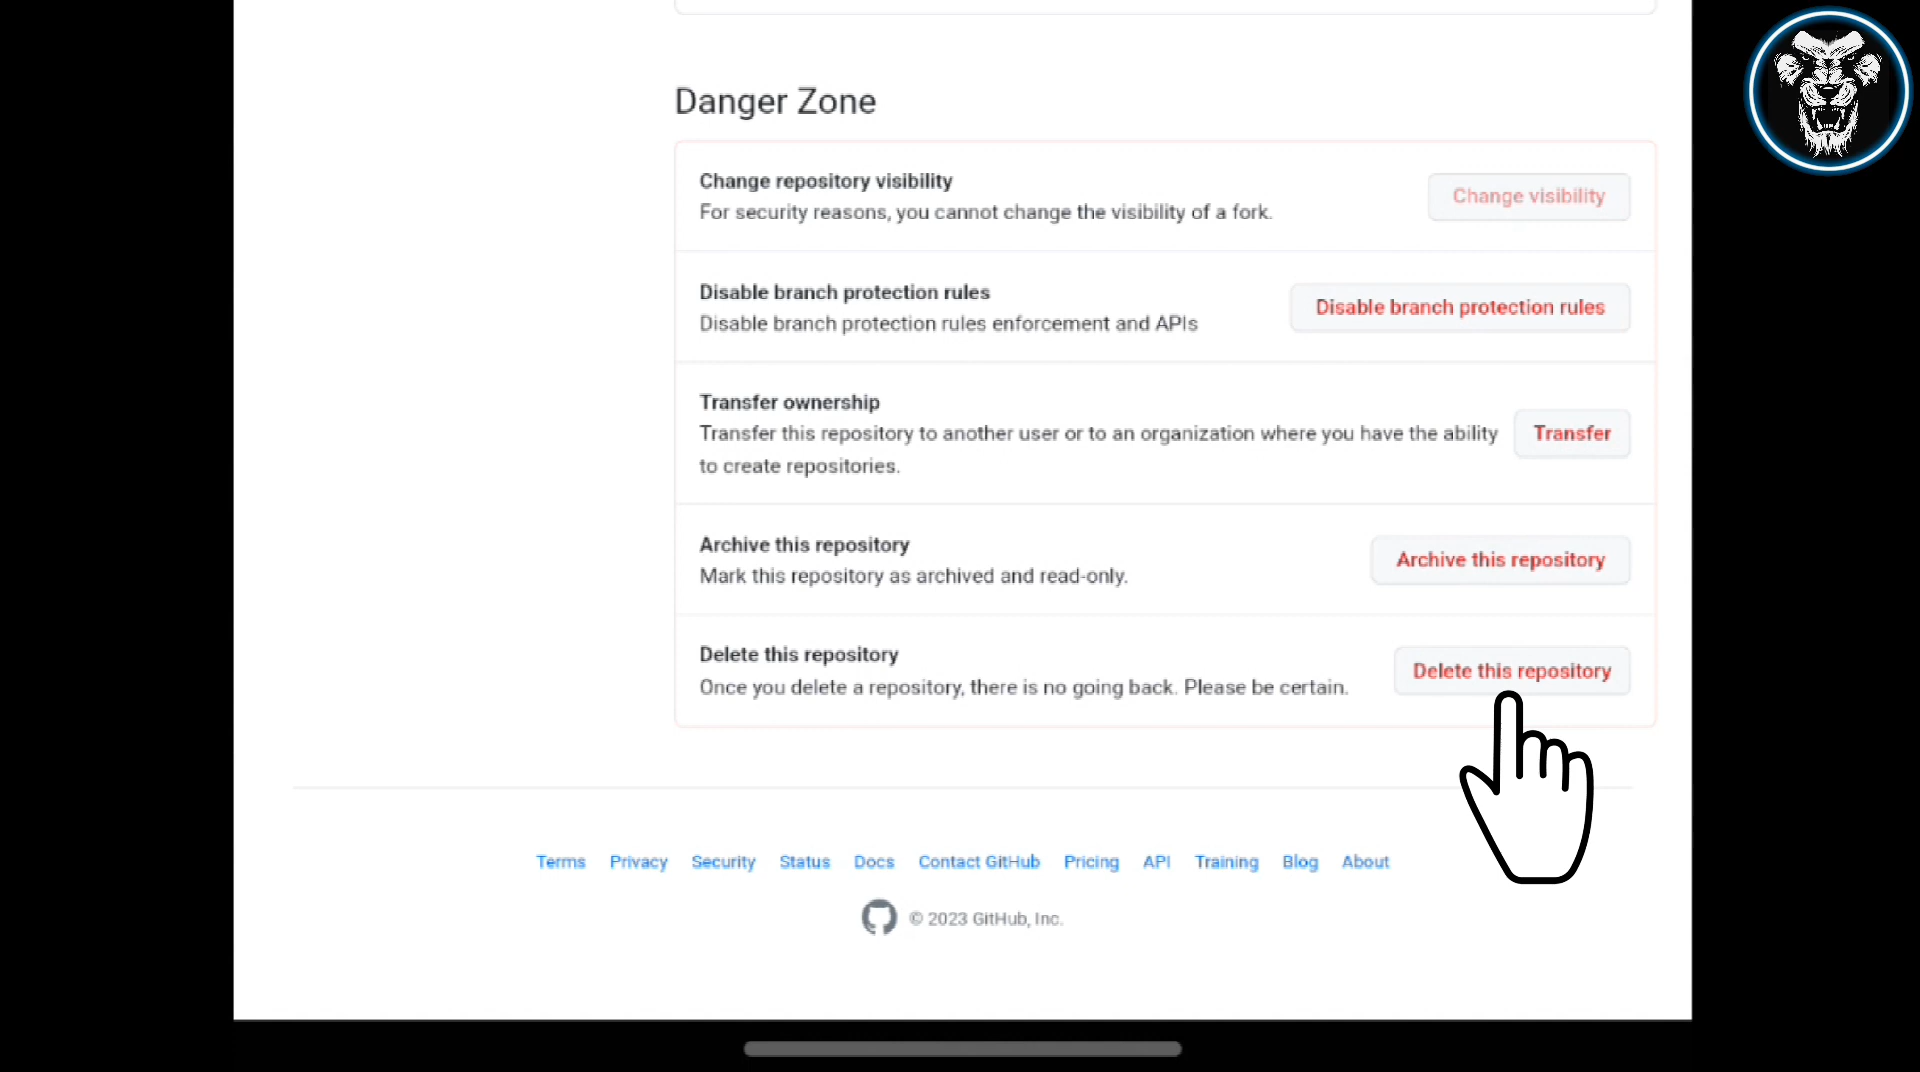 Danger Zone
Change repository visibility
For security reasons, you cannot change the visibility of a fork.
Change visibility
Disable branch protection rules
Disable branch protection rules enforcement and APIs
Disable branch protection rules
Transfer ownership
Transfer this repository to another user or to an organization where you have the ability
to create repositories.
Transfer
Archive this repository
Mark this repository as archived and read-only.
Archive this repository
Delete this repository
Once you delete a repository, there is no going back. Please be certain.
Delete this repository
Terms Privacy Security Status Docs Contact GitHub Pricing API Training Blog About
© 2023 GitHub, Inc.